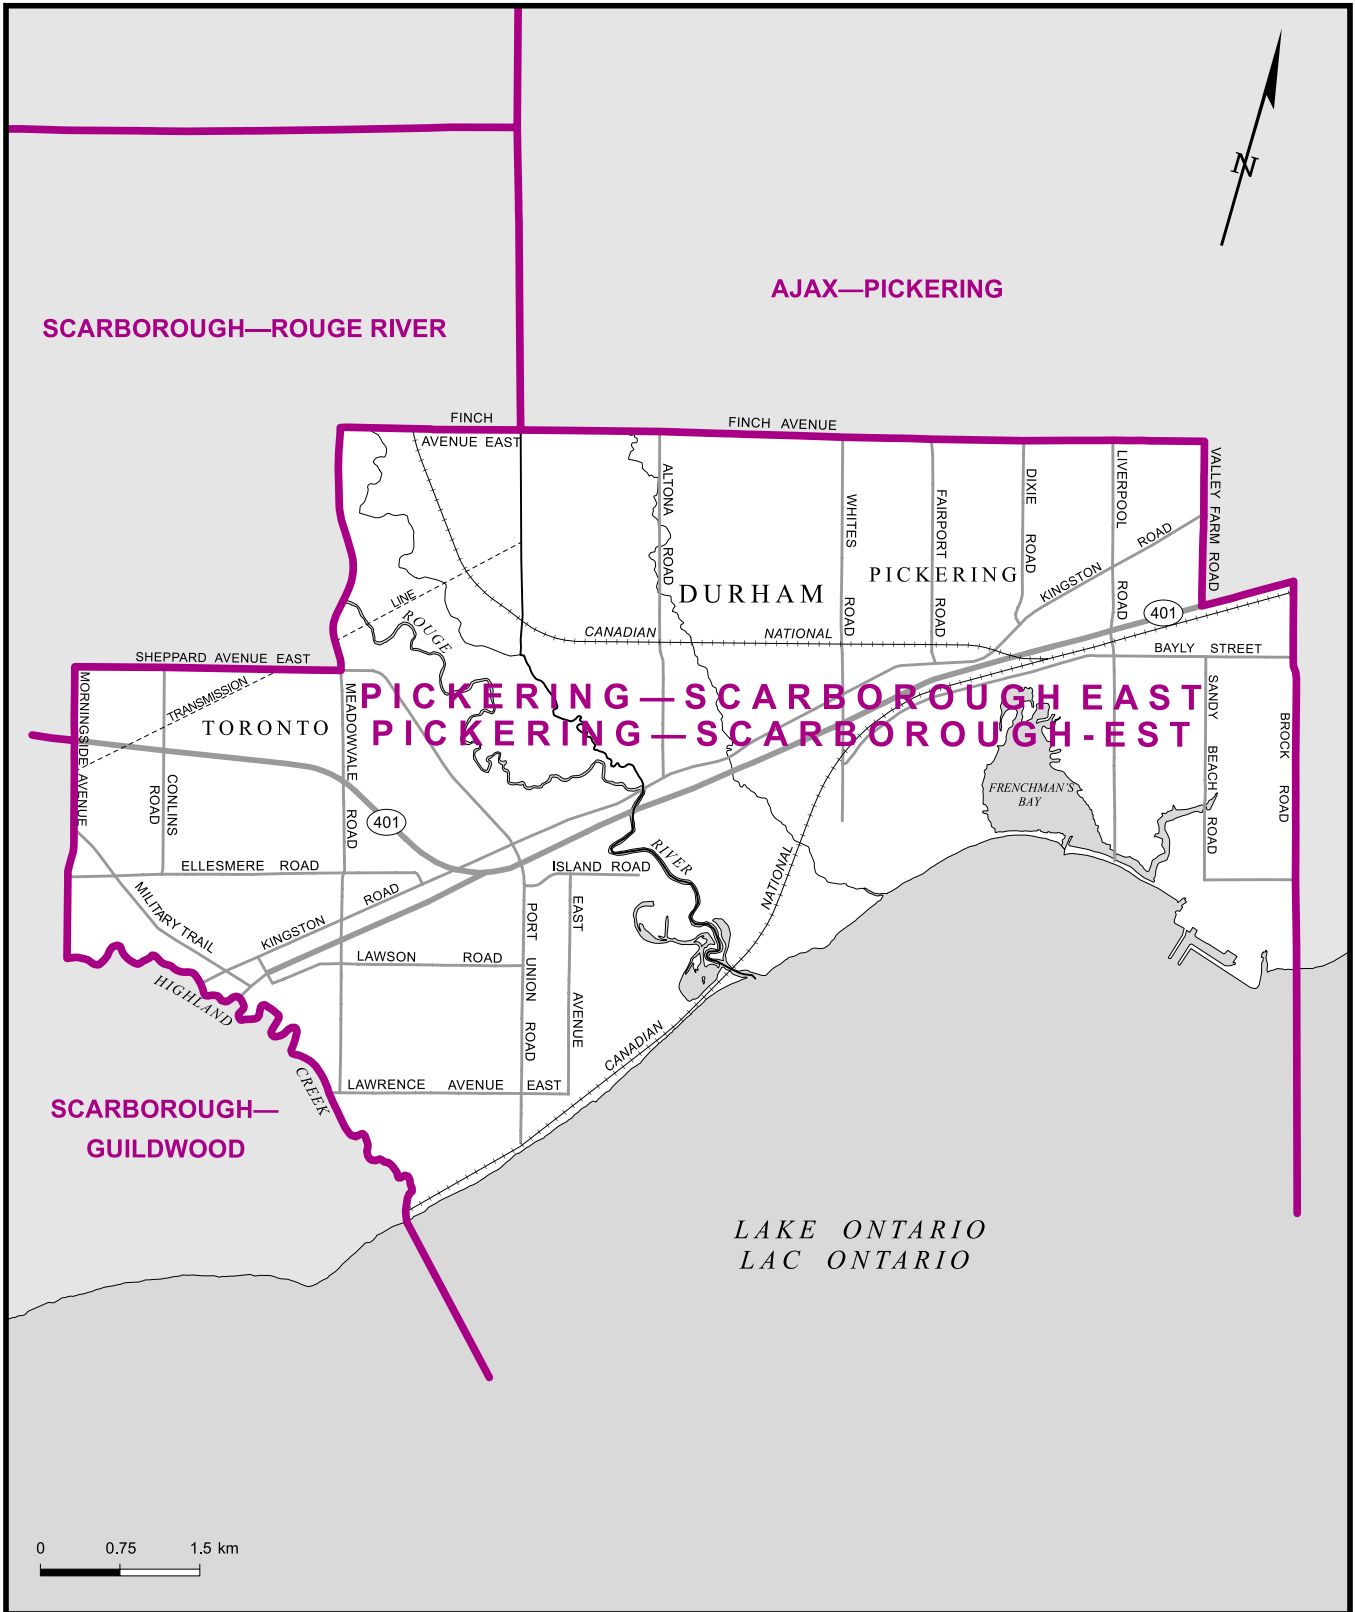 N
AJAX—PICKERING
SCARBOROUGH—ROUGE RIVER
FINCH
AVENUE EAST
FINCH AVENUE
VALLEY FARM ROAD
LIVERPOOL ROAD
DIXIE ROAD
FAIRPORT ROAD
WHITES ROAD
ALTONA ROAD
KINGSTON ROAD
PICKERING
DURHAM
LINE
ROUGE
CANADIAN NATIONAL
401
BAYLY STREET
SHEPPARD AVENUE EAST
MORNINGSIDE AVENUE
TRANSMISSION
TORONTO
MEADOWVALE ROAD
PICKERING—SCARBOROUGH EAST
PICKERING—SCARBOROUGH-EST
SANDY BEACH ROAD
BROCK ROAD
CONLINS
ROAD
401
FRENCHMAN'S
BAY
ELLESMERE ROAD
ISLAND ROAD
RIVER
NATIONAL
MILITARY TRAIL
KINGSTON ROAD
PORT UNION ROAD
EAST AVENUE
LAWSON ROAD
HIGHLAND
CREEK
CANADIAN
LAWRENCE AVENUE EAST
SCARBOROUGH—
GUILDWOOD
LAKE ONTARIO
LAC ONTARIO
0 0.75 1.5 km